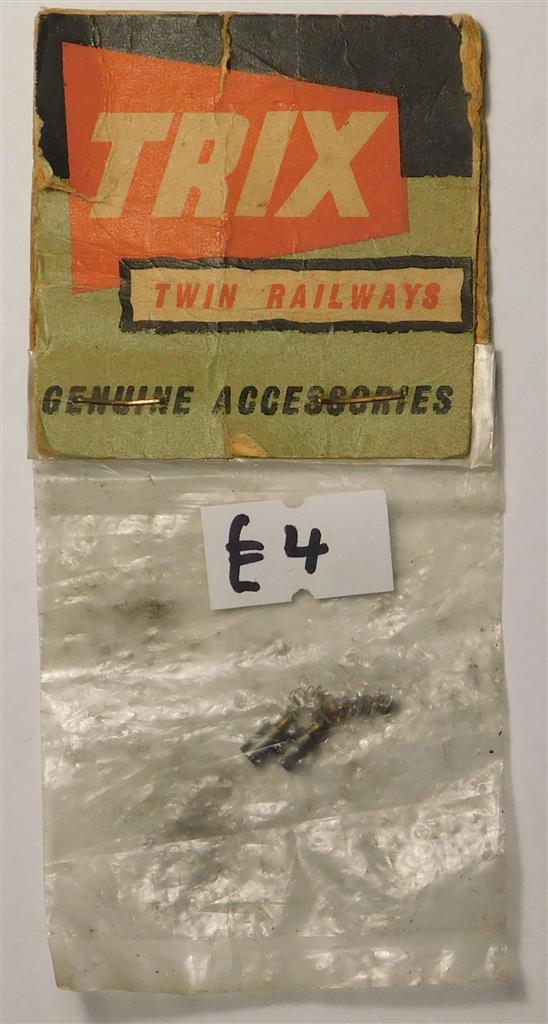 TRIX
TWIN RAILWAYS
GENUINE ACCESSORIES
£4